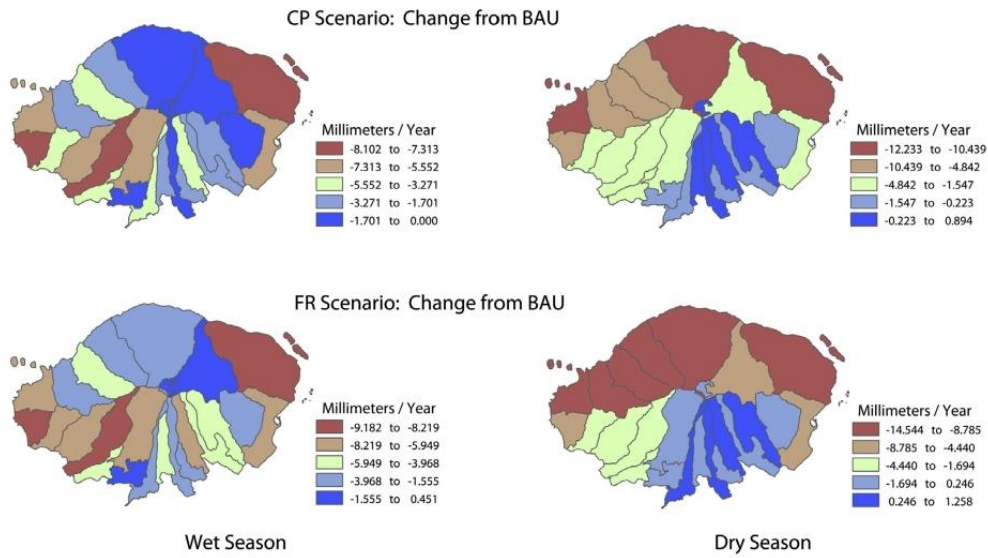 CP Scenario: Change from BAU
Millimeters / Year
-8.102 to -7.313
-7.313 to -5.552
-5.552 to -3.271
-3.271 to -1.701
-1.701 to 0.000
Millimeters / Year
-12.233 to -10.439
-10.439 to -4.842
-4.842 to -1.547
-1.547 to -0.223
-0.223 to 0.894
FR Scenario: Change from BAU
Millimeters / Year
-9.182 to -8.219
-8.219 to -5.949
-5.949 to -3.968
-3.968 to -1.555
-1.555 to 0.451
Millimeters / Year
-14.544 to -8.785
-8.785 to -4.440
-4.440 to -1.694
-1.694 to 0.246
0.246 to 1.258
Wet Season
Dry Season